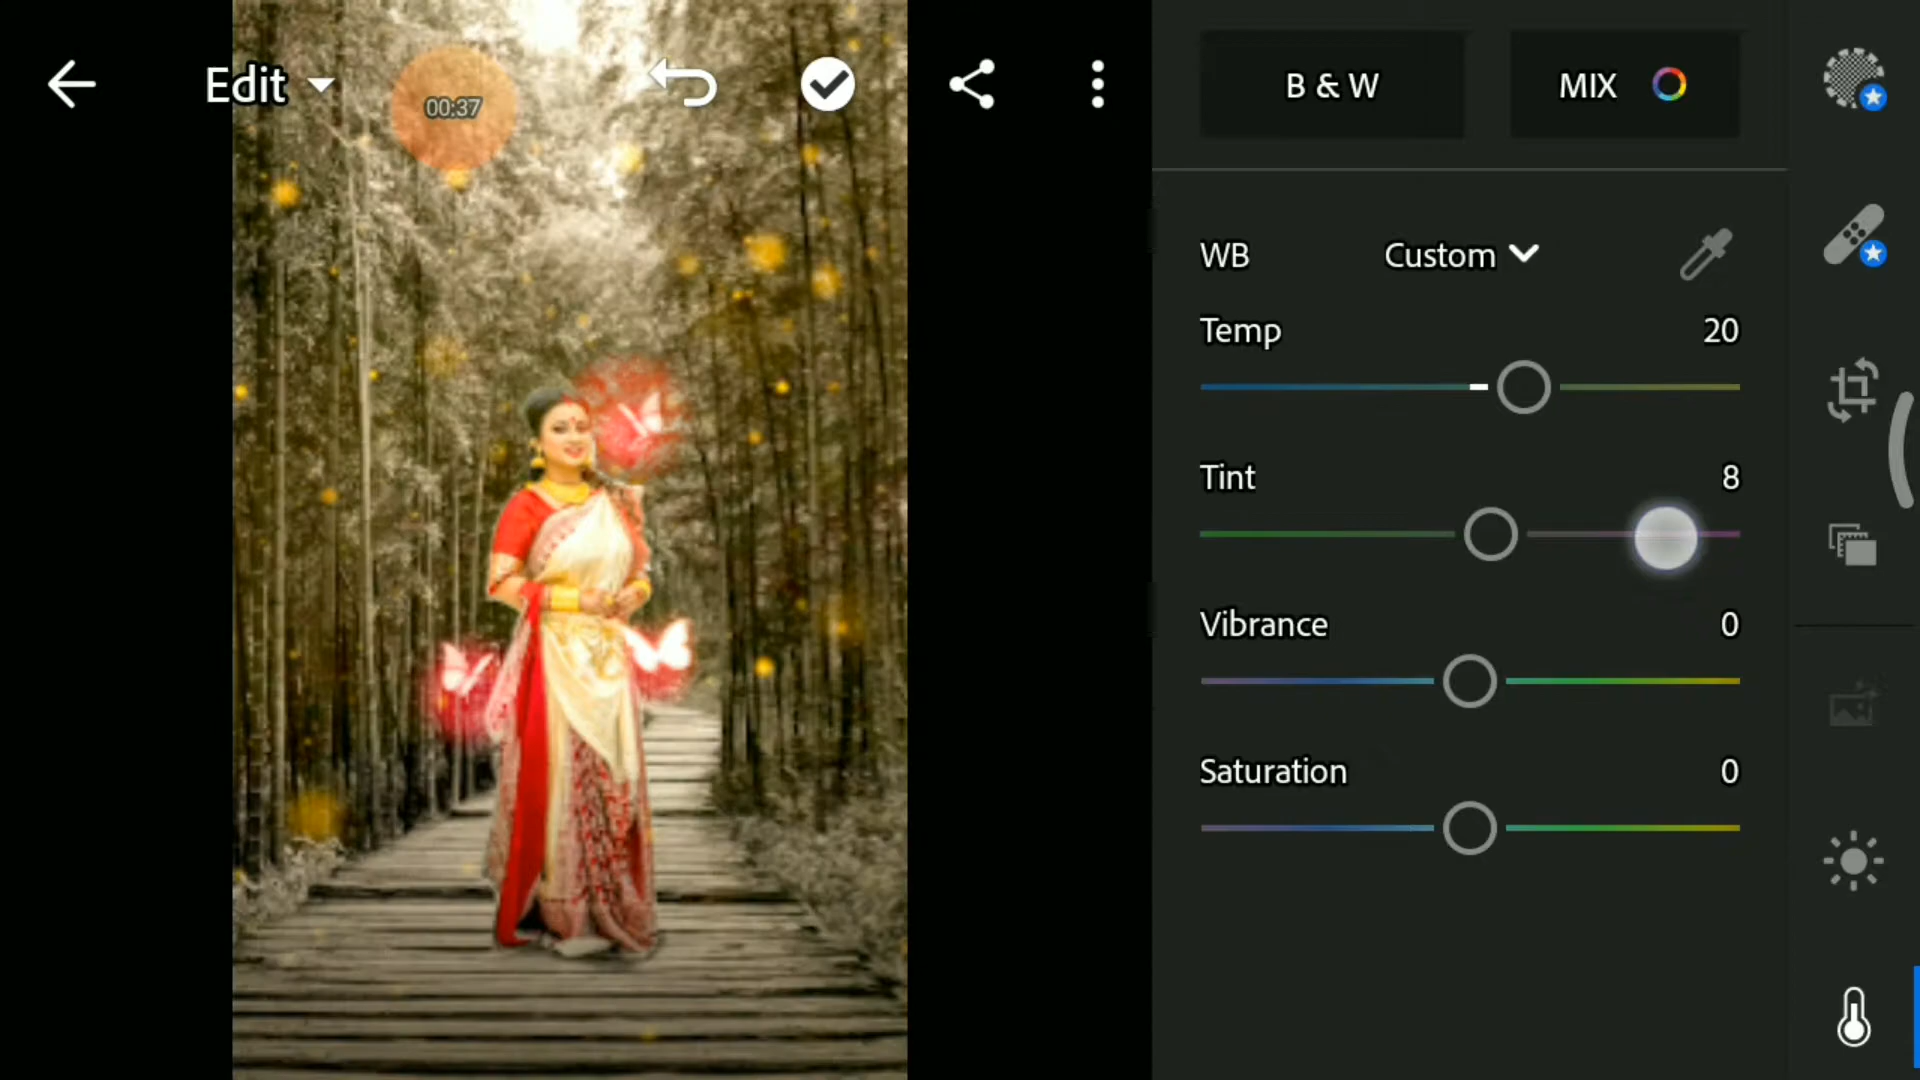 Edit
00:37
B & W
MIX
WB
Custom
Temp
20
Tint
8
Vibrance
0
Saturation
0